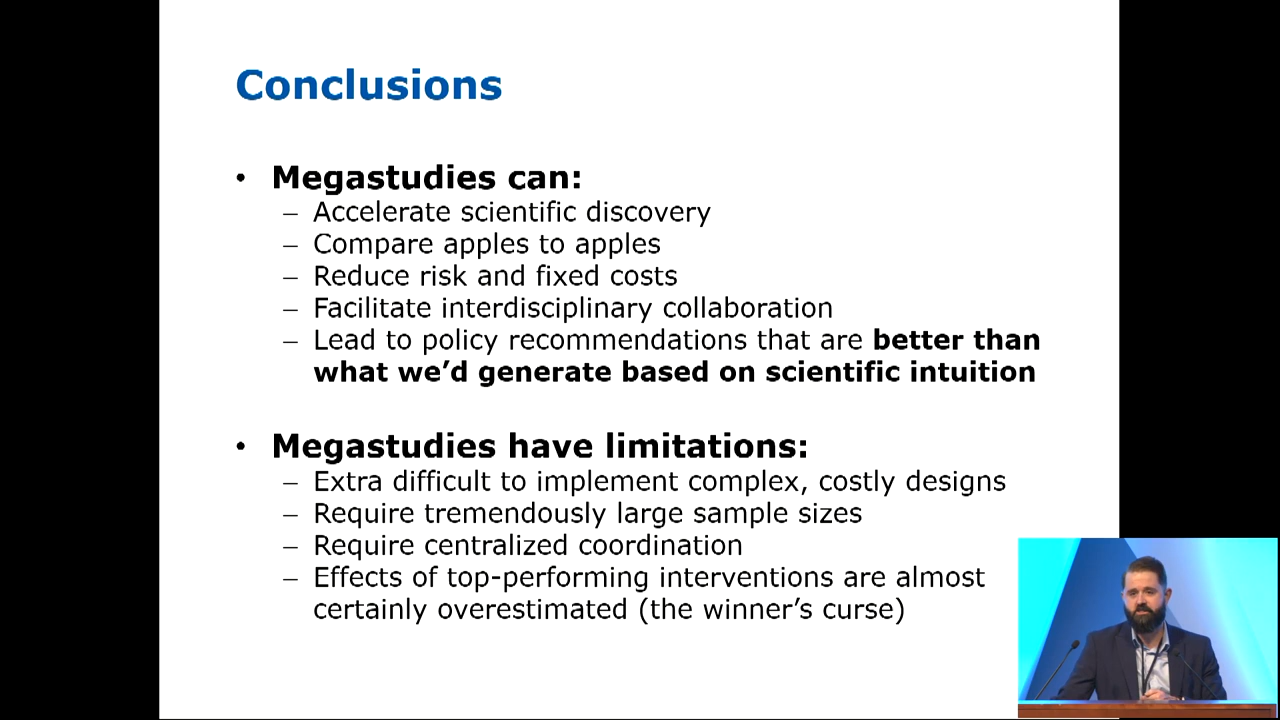 Conclusions
• Megastudies can:
– Accelerate scientific discovery
– Compare apples to apples
– Reduce risk and fixed costs
– Facilitate interdisciplinary collaboration
– Lead to policy recommendations that are better than
what we’d generate based on scientific intuition
• Megastudies have limitations:
– Extra difficult to implement complex, costly designs
– Require tremendously large sample sizes
– Require centralized coordination
– Effects of top-performing interventions are almost
certainly overestimated (the winner’s curse)